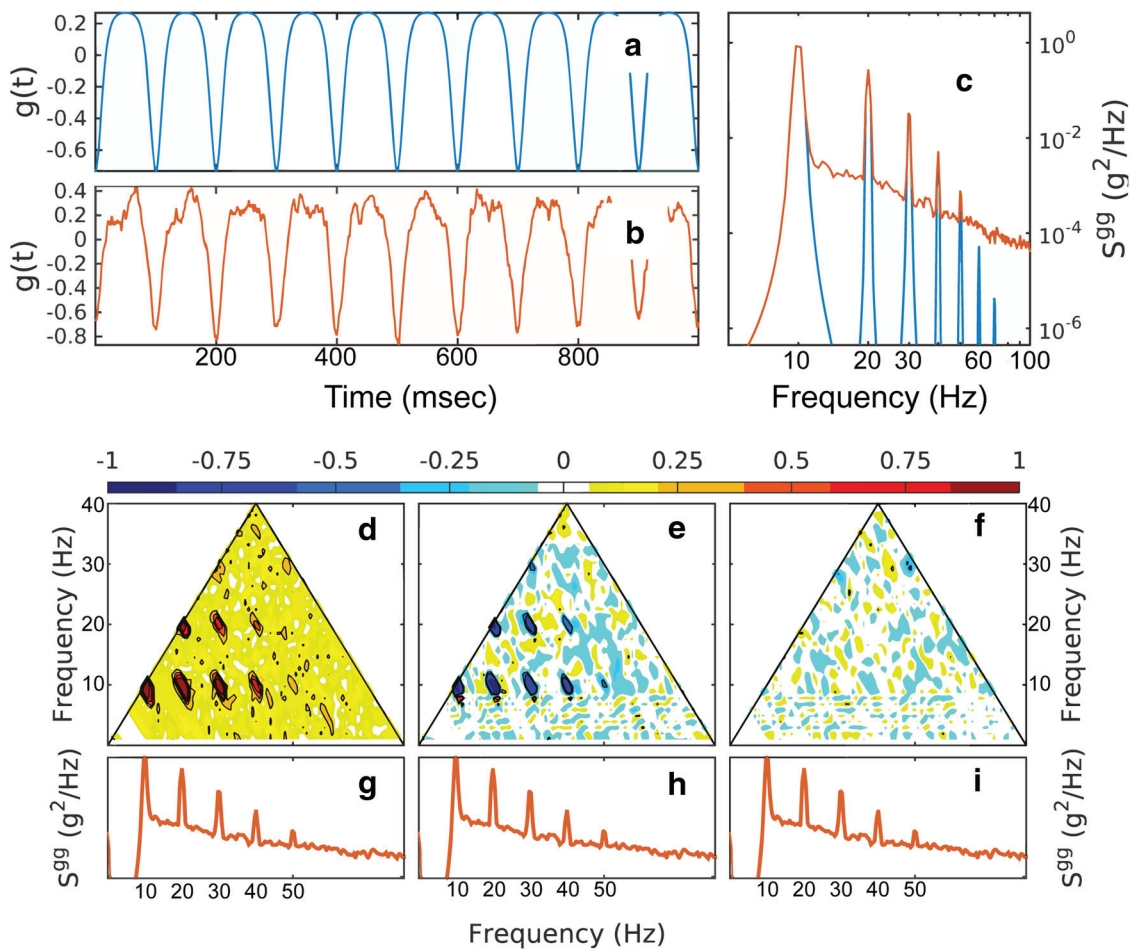 0.2
0
-0.2
-0.4
-0.6
g(t)
a
0.4
0.2
0
-0.2
-0.4
-0.6
-0.8
g(t)
b
200 400 600 800
Time (msec)
c
10^0
10^-2
10^-4
10^-6
S^gg (g^2/Hz)
10 20 30 60 100
Frequency (Hz)
-1 -0.75 -0.5 -0.25 0 0.25 0.5 0.75 1
40
30
20
10
Frequency (Hz)
d
e
f
40
30
20
10
Frequency (Hz)
S^gg (g^2/Hz)
g
h
i
S^gg (g^2/Hz)
10 20 30 40 50
10 20 30 40 50
10 20 30 40 50
Frequency (Hz)